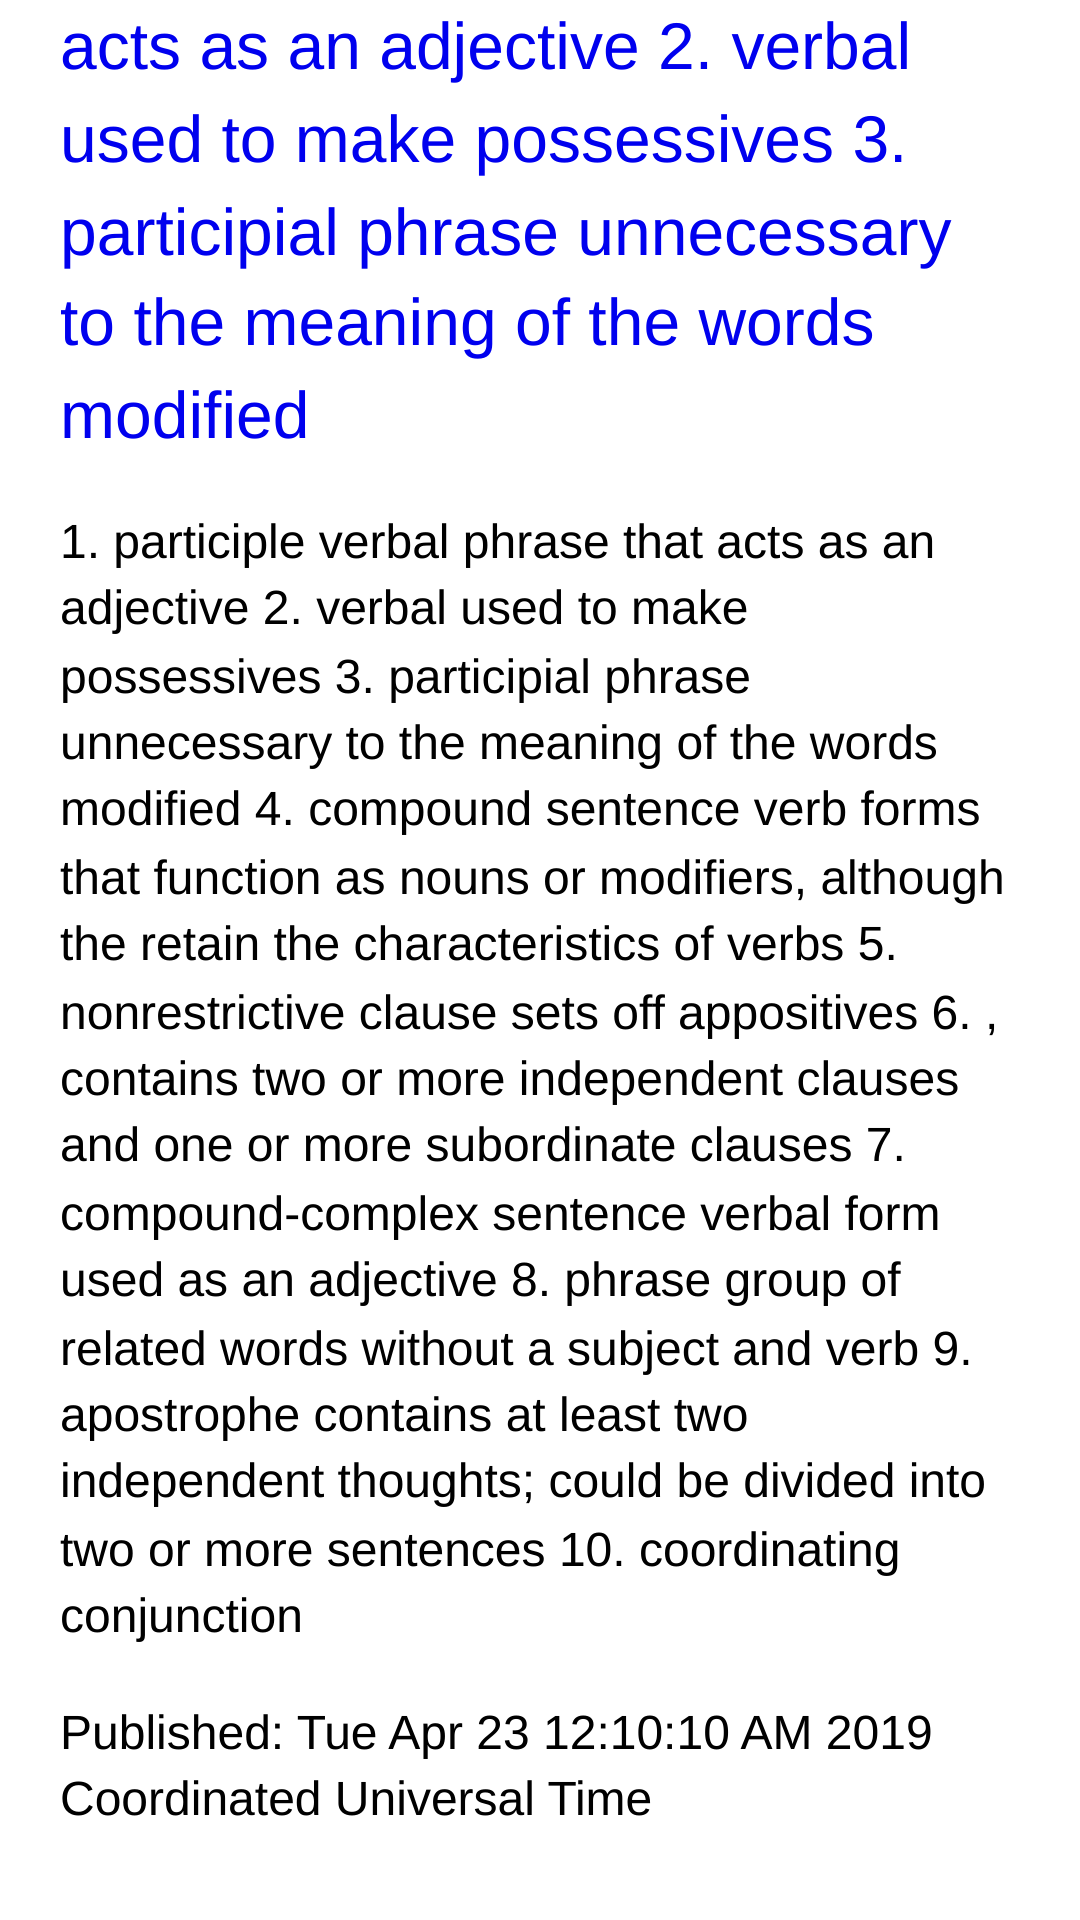 acts as an adjective 2. verbal
used to make possessives 3.
participial phrase unnecessary
to the meaning of the words
modified
1. participle verbal phrase that acts as an
adjective 2. verbal used to make
possessives 3. participial phrase
unnecessary to the meaning of the words
modified 4. compound sentence verb forms
that function as nouns or modifiers, although
the retain the characteristics of verbs 5.
nonrestrictive clause sets off appositives 6. ,
contains two or more independent clauses
and one or more subordinate clauses 7.
compound-complex sentence verbal form
used as an adjective 8. phrase group of
related words without a subject and verb 9.
apostrophe contains at least two
independent thoughts; could be divided into
two or more sentences 10. coordinating
conjunction
Published: Tue Apr 23 12:10:10 AM 2019
Coordinated Universal Time